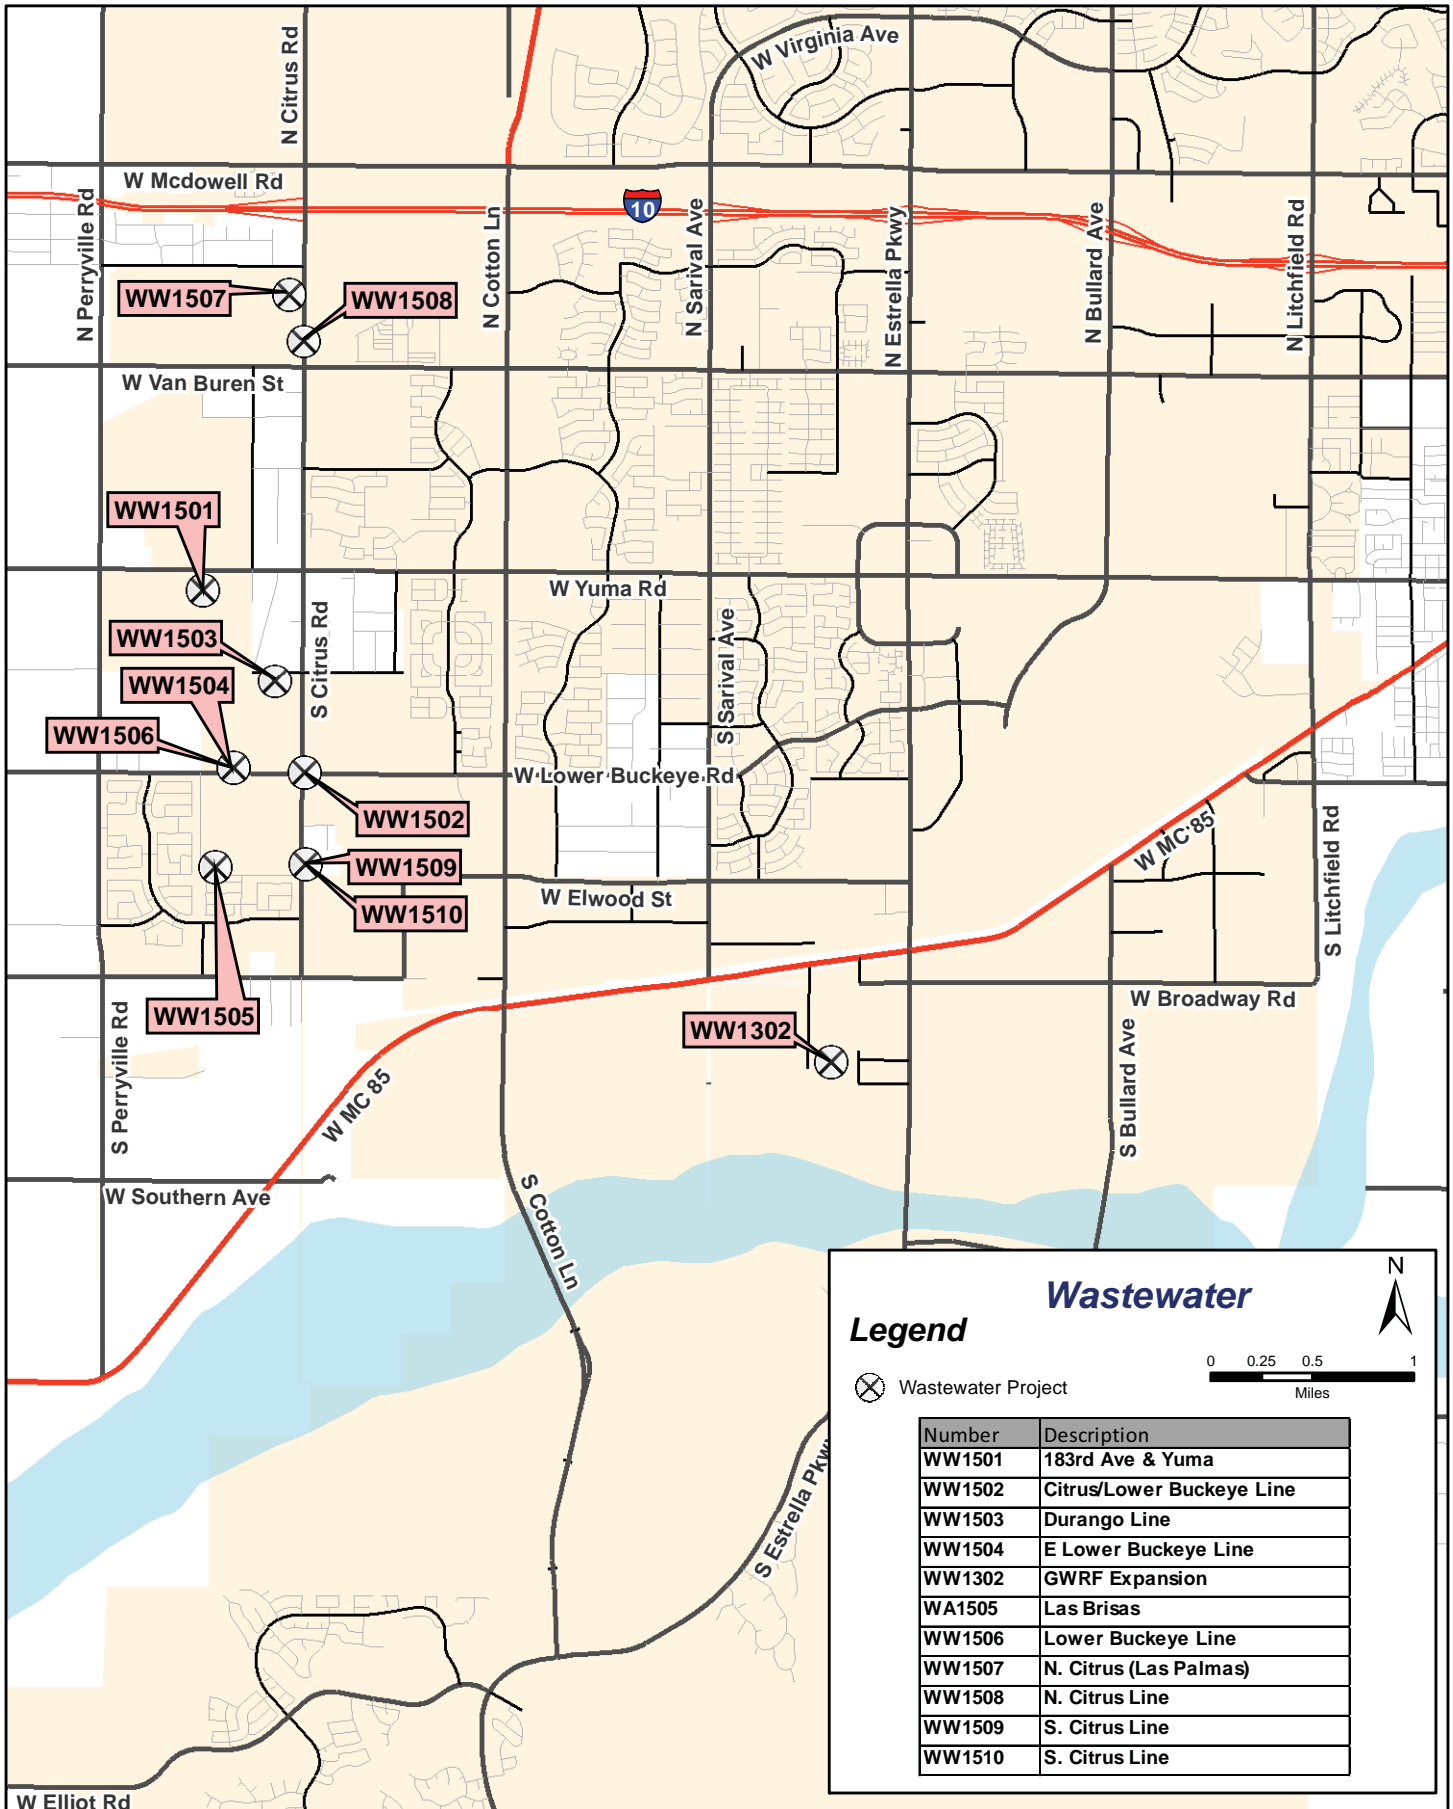 W Virginia Ave
N Citrus Rd
W Mcdowell Rd
10
N Perryville Rd
N Cotton Ln
N Sarival Ave
N Estrella Pkwy
N Bullard Ave
N Litchfield Rd
WW1507
WW1508
W Van Buren St
WW1501
W Yuma Rd
WW1503
S Citrus Rd
S Sarival Ave
WW1504
WW1506
W Lower Buckeye Rd
WW1502
WW1509
WW1510
W Elwood St
W MC 85
S Litchfield Rd
WW1505
WW1302
W Broadway Rd
S Perryville Rd
W MC 85
S Bullard Ave
W Southern Ave
S Cotton Ln
S Estrella Pkwy
W Elliot Rd
Wastewater
N
Legend
0 0.25 0.5 1
Miles
Wastewater Project
Number Description
WW1501 183rd Ave & Yuma
WW1502 Citrus/Lower Buckeye Line
WW1503 Durango Line
WW1504 E Lower Buckeye Line
WW1302 GWRF Expansion
WA1505 Las Brisas
WW1506 Lower Buckeye Line
WW1507 N. Citrus (Las Palmas)
WW1508 N. Citrus Line
WW1509 S. Citrus Line
WW1510 S. Citrus Line